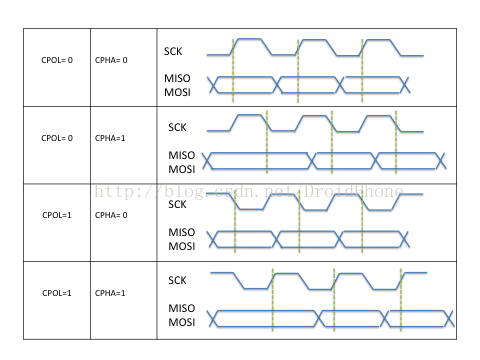 CPOL= 0 CPHA= 0 SCK
MISO
MOSI
CPOL= 0 CPHA=1 SCK
MISO
MOSI
http://blog.csdn.net/DroidPhone
CPOL=1 CPHA= 0 SCK
MISO
MOSI
CPOL=1 CPHA=1 SCK
MISO
MOSI